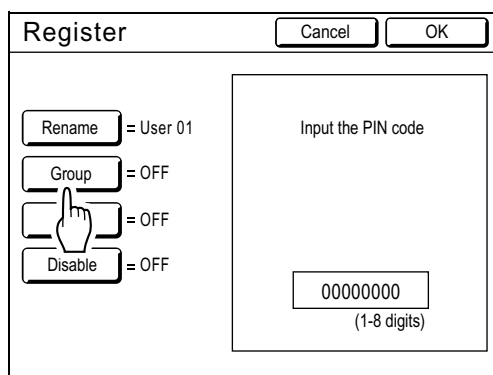 Register
Cancel
OK
Rename = User 01
Input the PIN code
Group = OFF
= OFF
Disable = OFF
00000000
(1-8 digits)